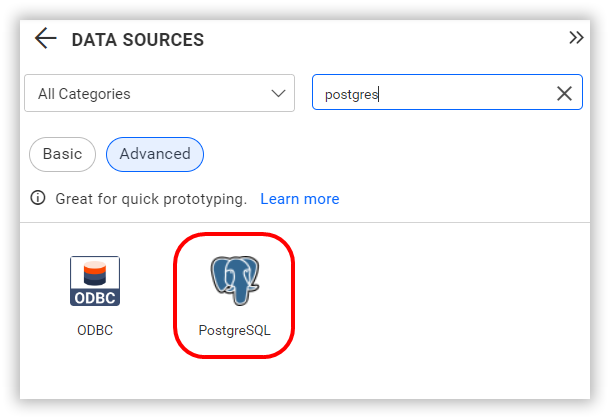 DATA SOURCES
All Categories
postgres
Basic
Advanced
Great for quick prototyping. Learn more
ODBC
ODBC
PostgreSQL